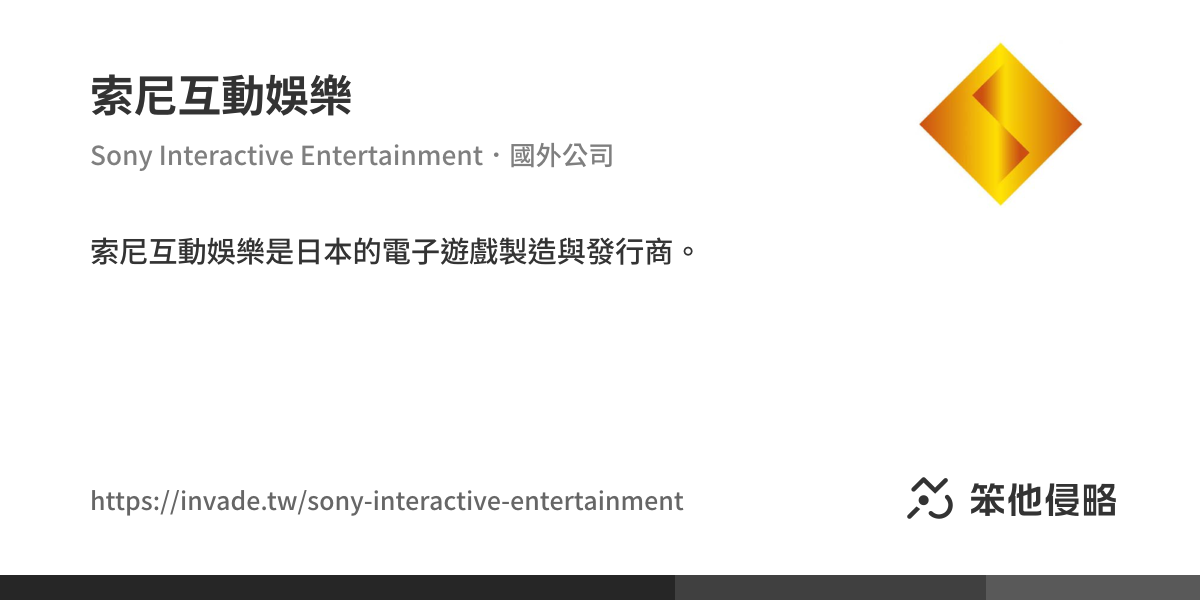 索尼互動娛樂
Sony Interactive Entertainment・國外公司
索尼互動娛樂是日本的電子遊戲製造與發行商。
https://invade.tw/sony-interactive-entertainment
笨他侵略